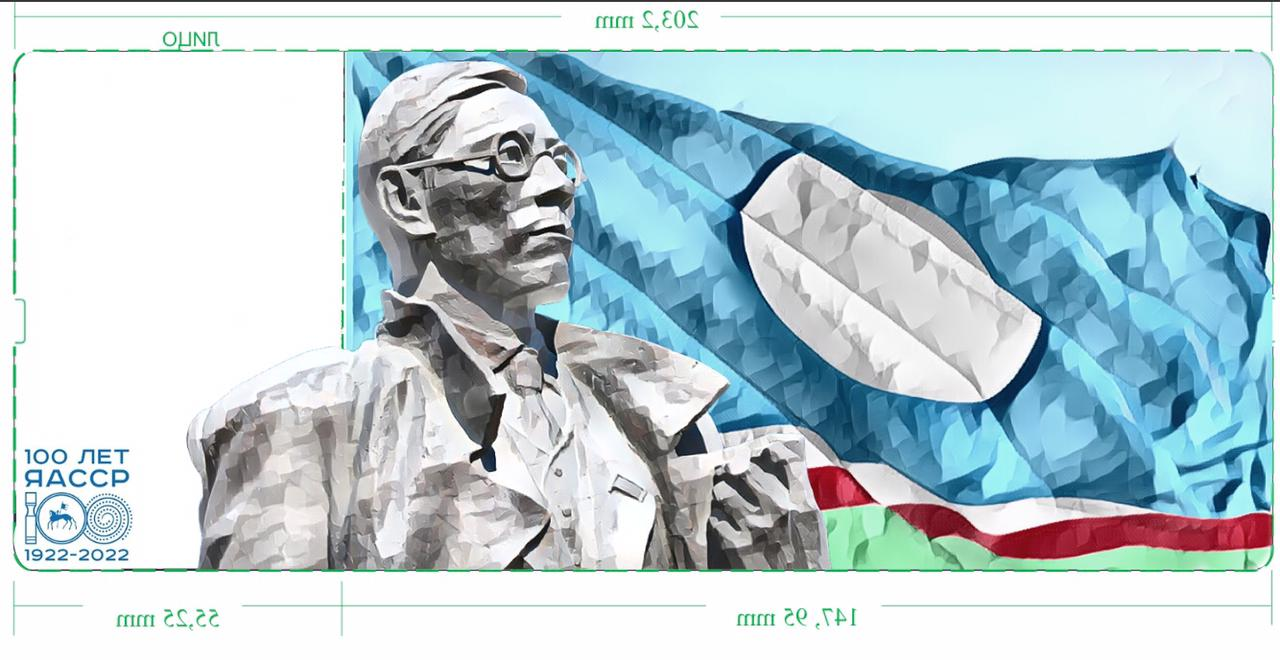 203,2 mm
ЛИЦО
100 ЛЕТ
ЯАССР
1922-2022
55,25 mm
147, 95 mm